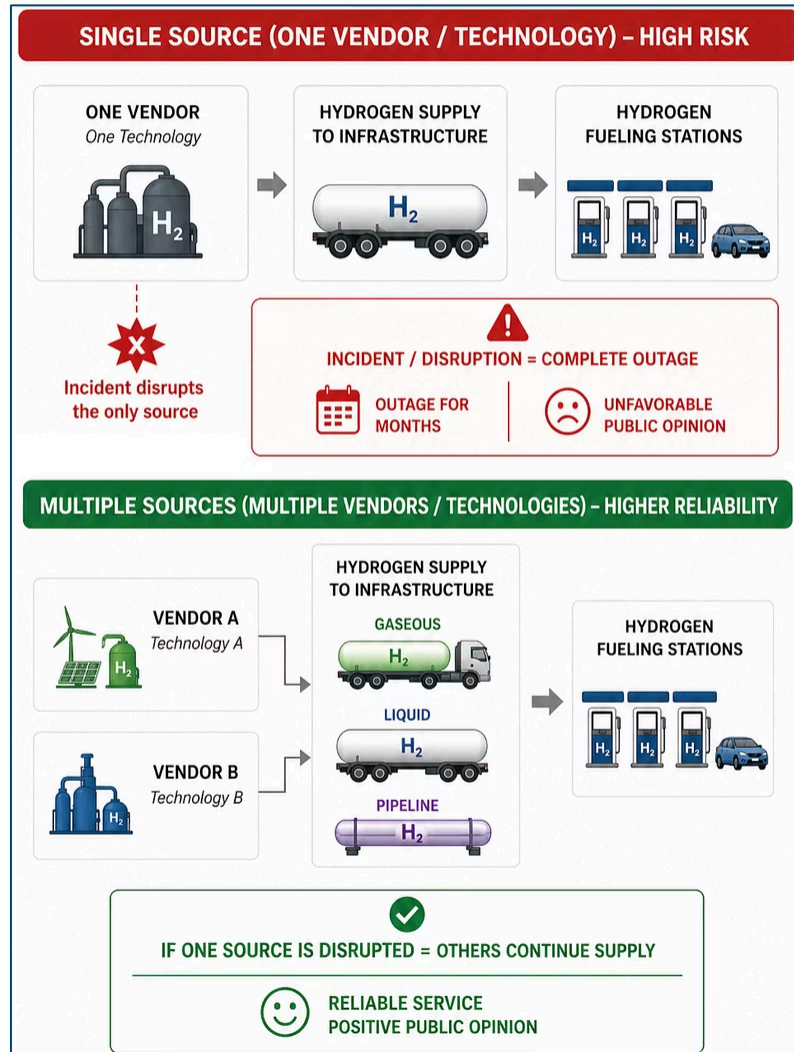 SINGLE SOURCE (ONE VENDOR / TECHNOLOGY) – HIGH RISK
ONE VENDOR
One Technology
H₂
HYDROGEN SUPPLY
TO INFRASTRUCTURE
H₂
HYDROGEN
FUELING STATIONS
H₂
H₂
H₂
X
Incident disrupts
the only source
!
INCIDENT / DISRUPTION = COMPLETE OUTAGE
OUTAGE FOR
MONTHS
UNFAVORABLE
PUBLIC OPINION
MULTIPLE SOURCES (MULTIPLE VENDORS / TECHNOLOGIES) – HIGHER RELIABILITY
VENDOR A
Technology A
H₂
VENDOR B
Technology B
H₂
HYDROGEN SUPPLY
TO INFRASTRUCTURE
GASEOUS
H₂
LIQUID
H₂
PIPELINE
H₂
HYDROGEN
FUELING STATIONS
H₂
H₂
H₂
IF ONE SOURCE IS DISRUPTED = OTHERS CONTINUE SUPPLY
RELIABLE SERVICE
POSITIVE PUBLIC OPINION